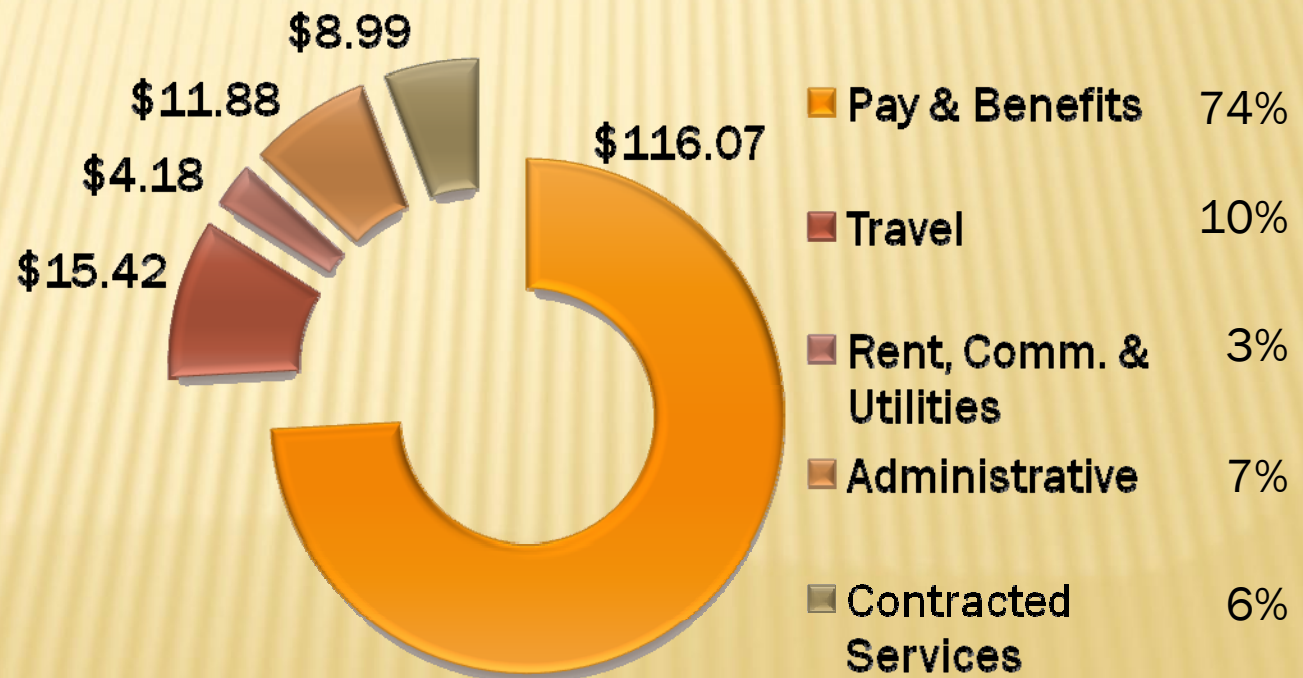 $8.99
$11.88
$4.18
$15.42
$116.07
Pay & Benefits 74%
Travel 10%
Rent, Comm. & 3%
Utilities
Administrative 7%
Contracted 6%
Services